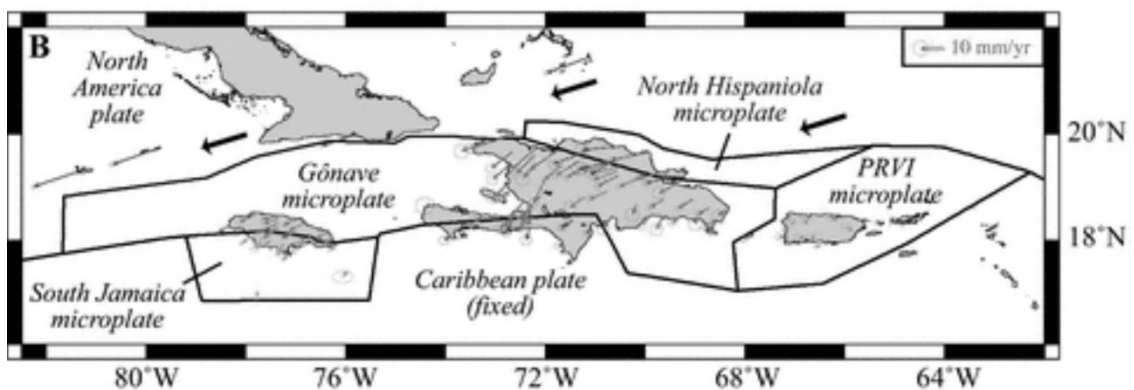 B
North
America
plate
10 mm/yr
North Hispaniola
microplate
20°N
Gônave
microplate
PRVI
microplate
18°N
South Jamaica
microplate
Caribbean plate
(fixed)
80°W
76°W
72°W
68°W
64°W